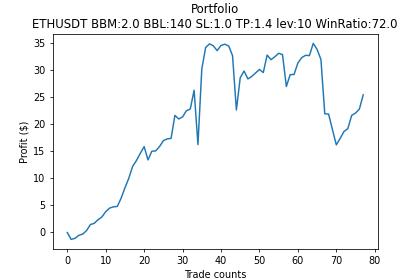 Portfolio
ETHUSDT BBM:2.0 BBL:140 SL:1.0 TP:1.4 lev:10 WinRatio:72.0
35
30
25
20
15
10
5
0
Profit ($)
0 10 20 30 40 50 60 70 80
Trade counts